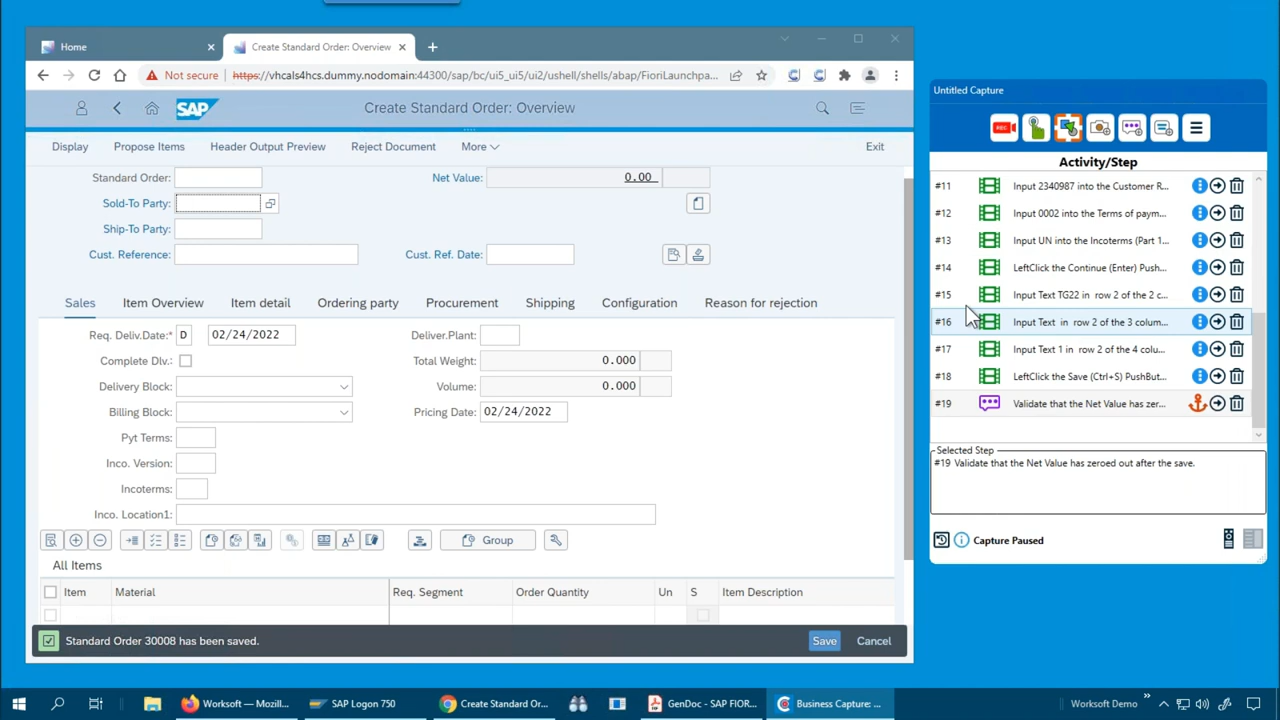 Home
Create Standard Order: Overview
Not secure
https://vhcals4hcs.dummy.nodomain:44300/sap/bc/ui5_ui5/ui2/ushell/shells/abap/FioriLaunchpa...
SAP
Create Standard Order: Overview
Display
Propose Items
Header Output Preview
Reject Document
More
Exit
Standard Order:
Net Value:
0.00
Sold-To Party:
Ship-To Party:
Cust. Reference:
Cust. Ref. Date:
Sales
Item Overview
Item detail
Ordering party
Procurement
Shipping
Configuration
Reason for rejection
Req. Deliv.Date:*
D
02/24/2022
Deliver.Plant:
Complete Dlv.:
Total Weight:
0.000
Delivery Block:
Volume:
0.000
Billing Block:
Pricing Date:
02/24/2022
Pyt Terms:
Inco. Version:
Incoterms:
Inco. Location1:
Group
All Items
Item
Material
Req. Segment
Order Quantity
Un
S
Item Description
Standard Order 30008 has been saved.
Save
Cancel
Untitled Capture
REC
Activity/Step
#11 Input 2340987 into the Customer R...
#12 Input 0002 into the Terms of paym...
#13 Input UN into the Incoterms (Part 1...
#14 LeftClick the Continue (Enter) Push...
#15 Input Text TG22 in row 2 of the 2 c...
#16 Input Text in row 2 of the 3 colum...
#17 Input Text 1 in row 2 of the 4 colu...
#18 LeftClick the Save (Ctrl+S) PushBut...
#19 Validate that the Net Value has zer...
Selected Step
#19 Validate that the Net Value has zeroed out after the save.
Capture Paused
Worksoft — Mozill...
SAP Logon 750
Create Standard Or...
GenDoc - SAP FIOR...
Business Capture: ...
Worksoft Demo